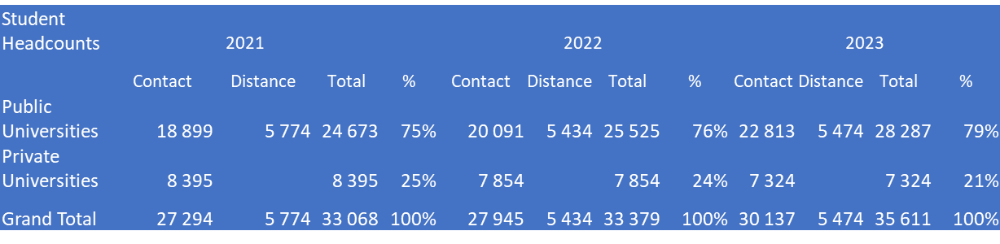 Student
Headcounts 2021 2022 2023
Contact Distance Total % Contact Distance Total % Contact Distance Total %
Public
Universities 18 899 5 774 24 673 75% 20 091 5 434 25 525 76% 22 813 5 474 28 287 79%
Private
Universities 8 395 8 395 25% 7 854 7 854 24% 7 324 7 324 21%
Grand Total 27 294 5 774 33 068 100% 27 945 5 434 33 379 100% 30 137 5 474 35 611 100%